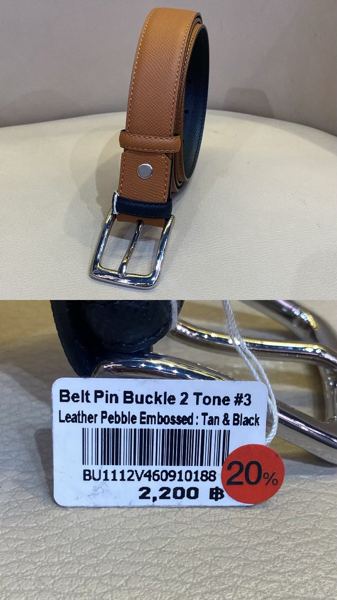 Belt Pin Buckle 2 Tone #3
Leather Pebble Embossed : Tan & Black
BU1112V460910188
2,200 ฿
20%